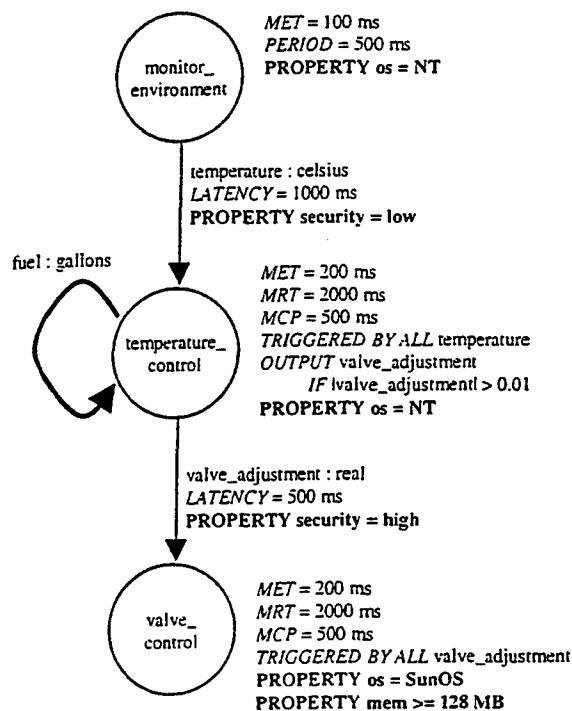 MET = 100 ms
PERIOD = 500 ms
PROPERTY os = NT
monitor_
environment
temperature : celsius
LATENCY = 1000 ms
PROPERTY security = low
fuel : gallons
MET = 200 ms
MRT = 2000 ms
MCP = 500 ms
TRIGGERED BY ALL temperature
OUTPUT valve_adjustment
IF |valve_adjustment| > 0.01
PROPERTY os = NT
temperature_
control
valve_adjustment : real
LATENCY = 500 ms
PROPERTY security = high
valve_
control
MET = 200 ms
MRT = 2000 ms
MCP = 500 ms
TRIGGERED BY ALL valve_adjustment
PROPERTY os = SunOS
PROPERTY mem >= 128 MB